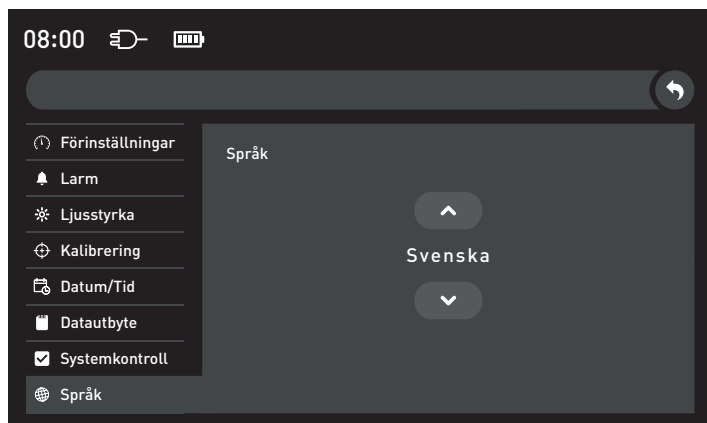 08:00
Förinställningar
Larm
Ljusstyrka
Kalibrering
Datum/Tid
Datautbyte
Systemkontroll
Språk
Språk
Svenska